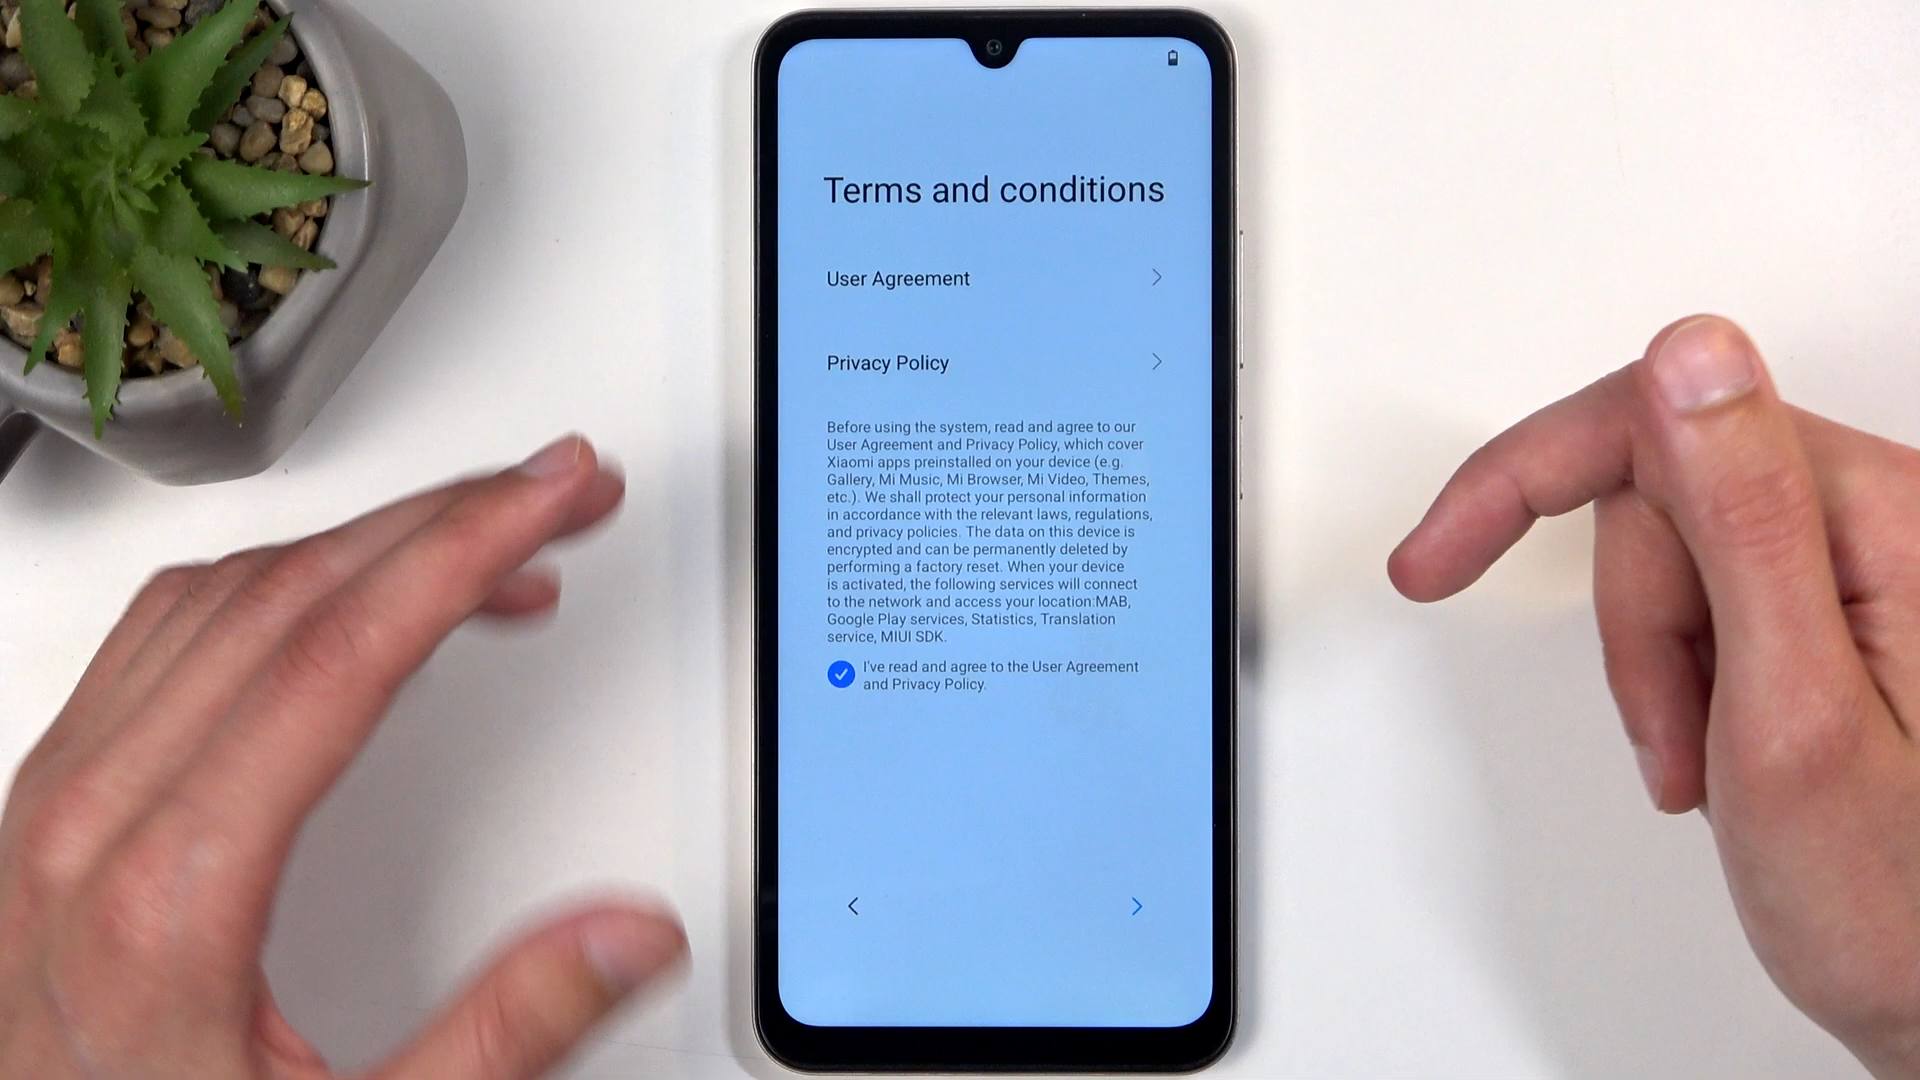 Terms and conditions
User Agreement
Privacy Policy
Before using the system, read and agree to our
User Agreement and Privacy Policy, which cover
Xiaomi apps preinstalled on your device (e.g.
Gallery, Mi Music, Mi Browser, Mi Video, Themes,
etc.). We shall protect your personal information
in accordance with the relevant laws, regulations,
and privacy policies. The data on this device is
encrypted and can be permanently deleted by
performing a factory reset. When your device
is activated, the following services will connect
to the network and access your location:MAB,
Google Play services, Statistics, Translation
service, MIUI SDK.
I've read and agree to the User Agreement
and Privacy Policy.